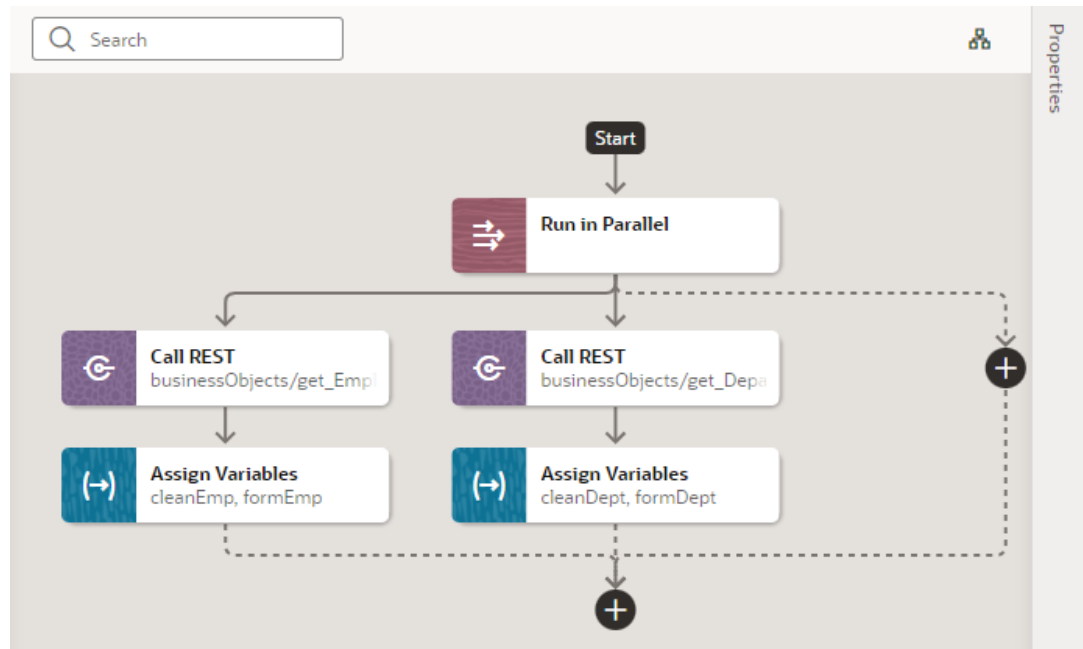 Search
Properties
Start
Run in Parallel
Call REST
businessObjects/get_Empl
Call REST
businessObjects/get_Depa
Assign Variables
cleanEmp, formEmp
Assign Variables
cleanDept, formDept